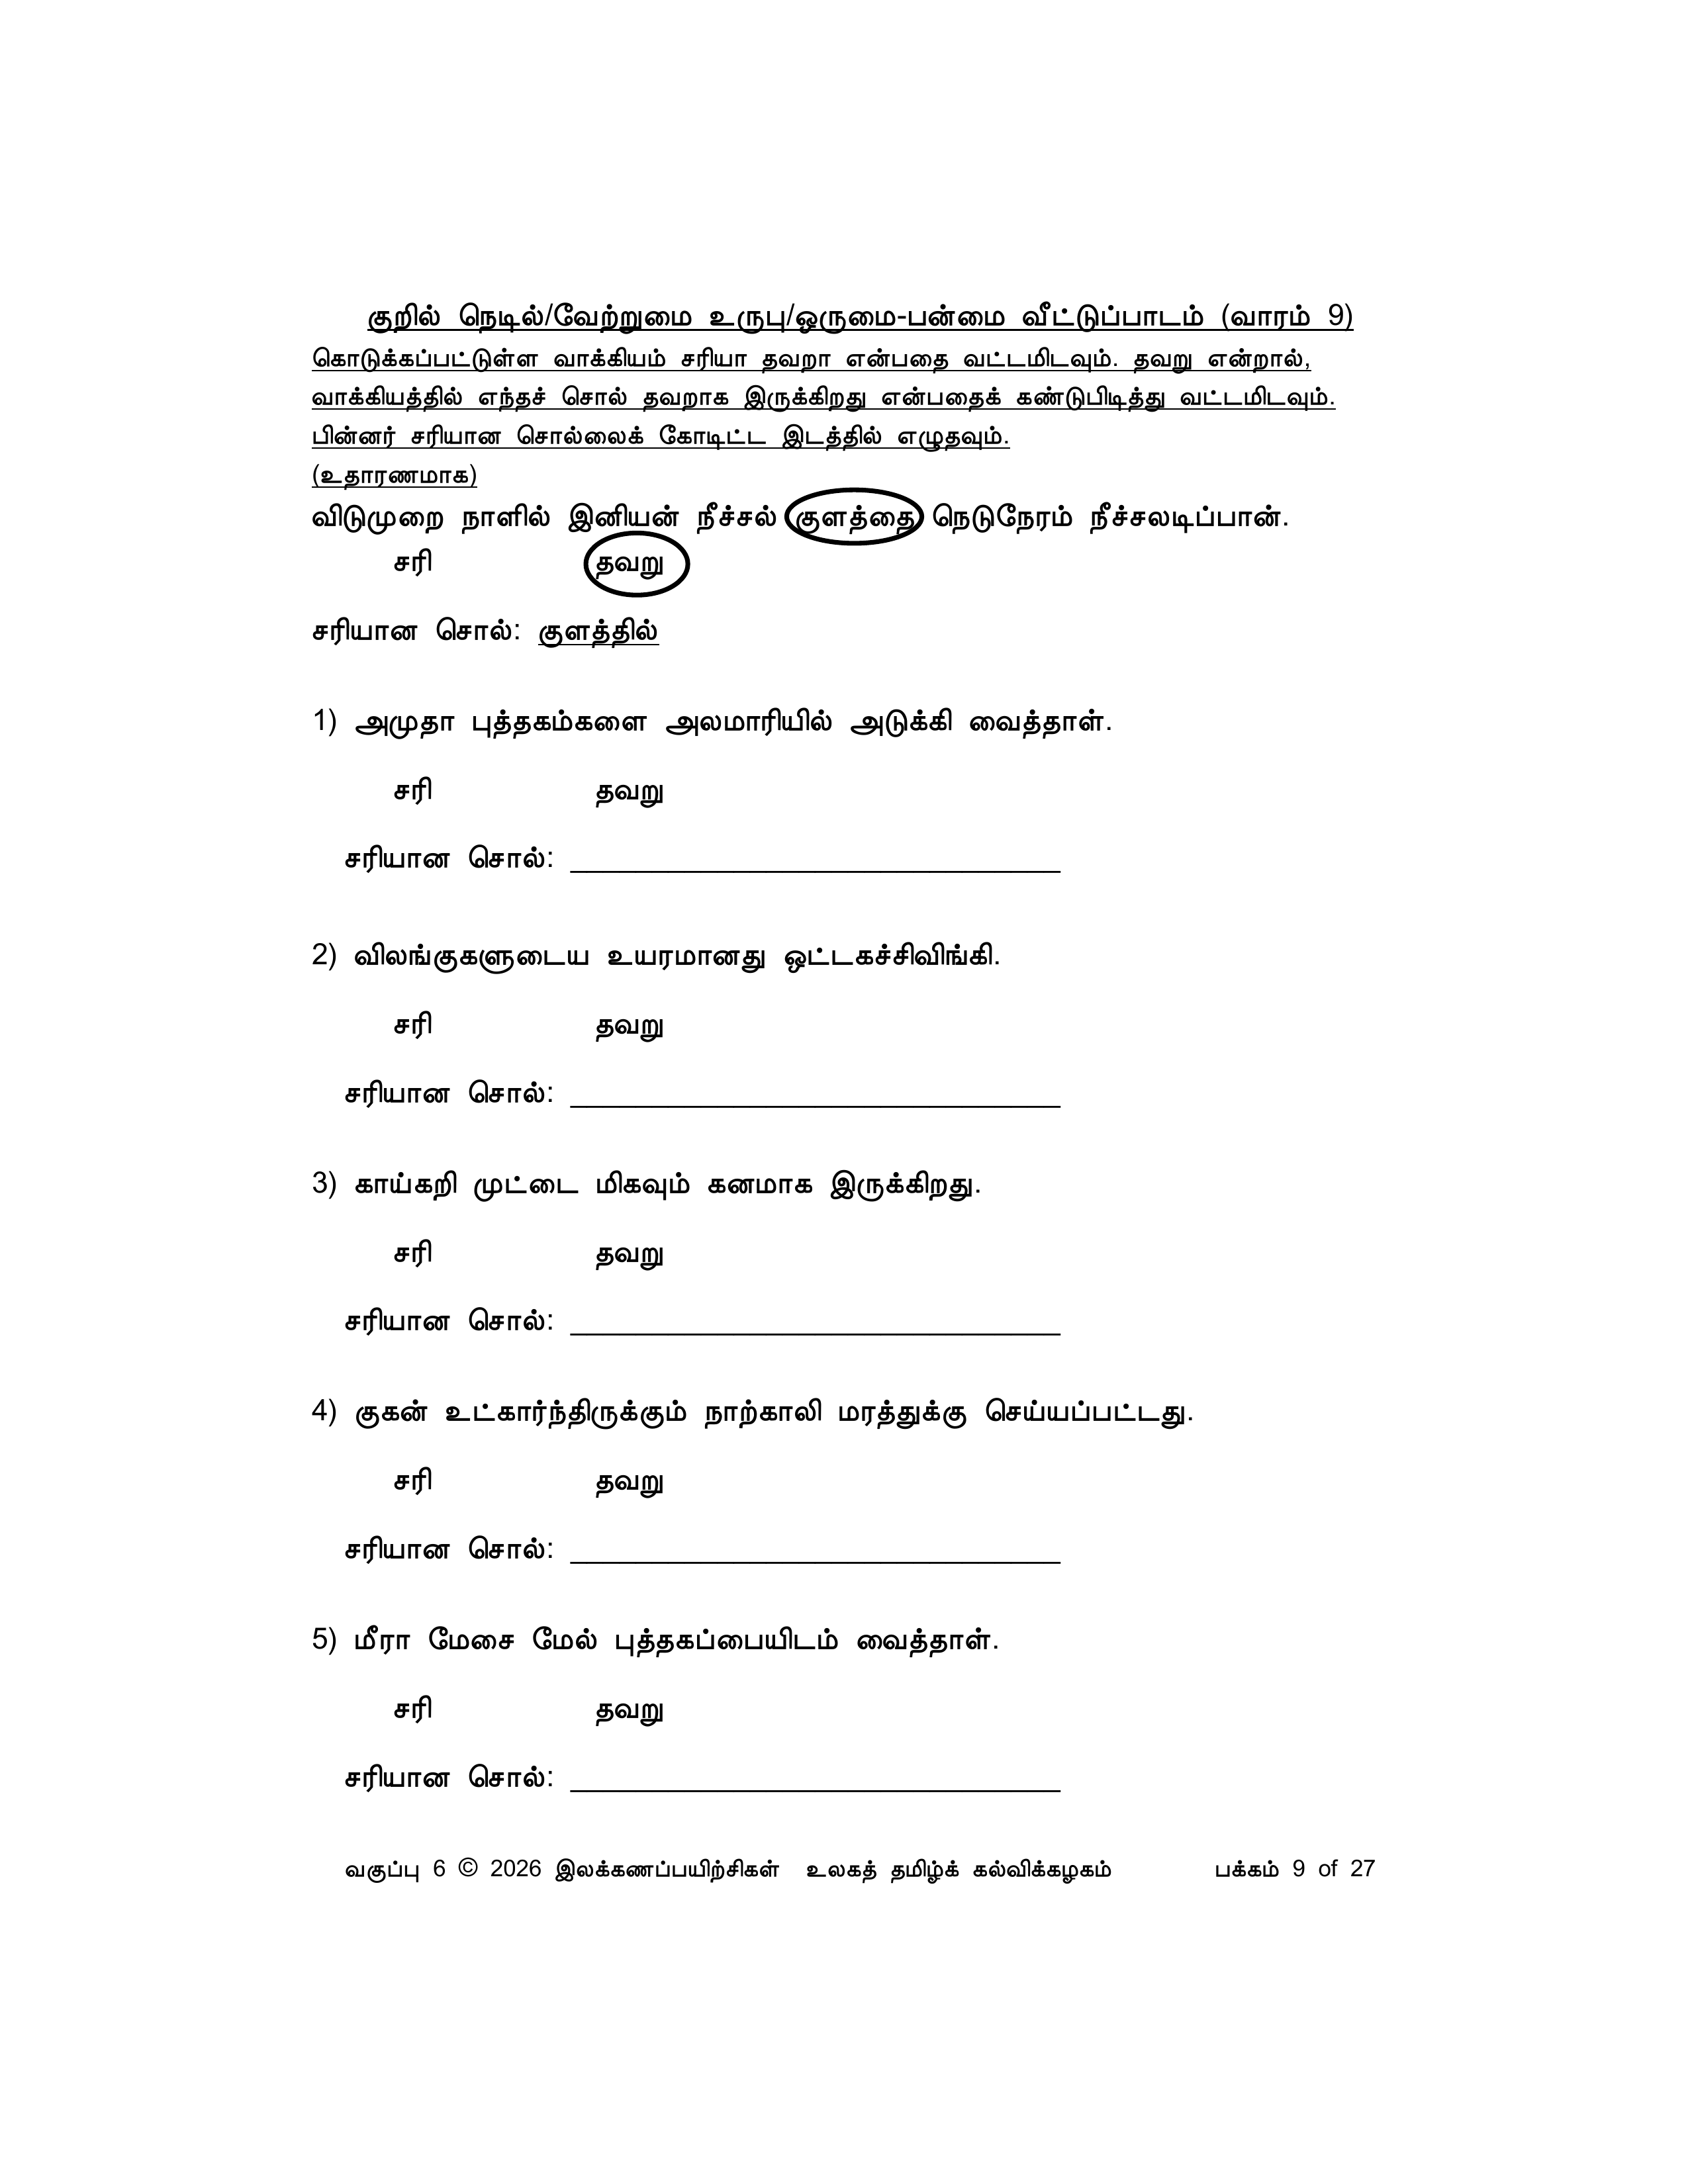 குறில் நெடில்/வேற்றுமை உருபு/ஒருமை-பன்மை வீட்டுப்பாடம் (வாரம் 9)
கொடுக்கப்பட்டுள்ள வாக்கியம் சரியா தவறா என்பதை வட்டமிடவும். தவறு என்றால்,
வாக்கியத்தில் எந்தச் சொல் தவறாக இருக்கிறது என்பதைக் கண்டுபிடித்து வட்டமிடவும்.
பின்னர் சரியான சொல்லைக் கோடிட்ட இடத்தில் எழுதவும்.
(உதாரணமாக)
விடுமுறை நாளில் இனியன் நீச்சல் குளத்தை நெடுநேரம் நீச்சலடிப்பான்.
சரி தவறு
சரியான சொல்: குளத்தில்
1) அமுதா புத்தகம்களை அலமாரியில் அடுக்கி வைத்தாள்.
சரி தவறு
சரியான சொல்: ______________________________
2) விலங்குகளுடைய உயரமானது ஒட்டகச்சிவிங்கி.
சரி தவறு
சரியான சொல்: ______________________________
3) காய்கறி முட்டை மிகவும் கனமாக இருக்கிறது.
சரி தவறு
சரியான சொல்: ______________________________
4) குகன் உட்கார்ந்திருக்கும் நாற்காலி மரத்துக்கு செய்யப்பட்டது.
சரி தவறு
சரியான சொல்: ______________________________
5) மீரா மேசை மேல் புத்தகப்பையிடம் வைத்தாள்.
சரி தவறு
சரியான சொல்: ______________________________
வகுப்பு 6 © 2026 இலக்கணப்பயிற்சிகள் உலகத் தமிழ்க் கல்விக்கழகம் பக்கம் 9 of 27